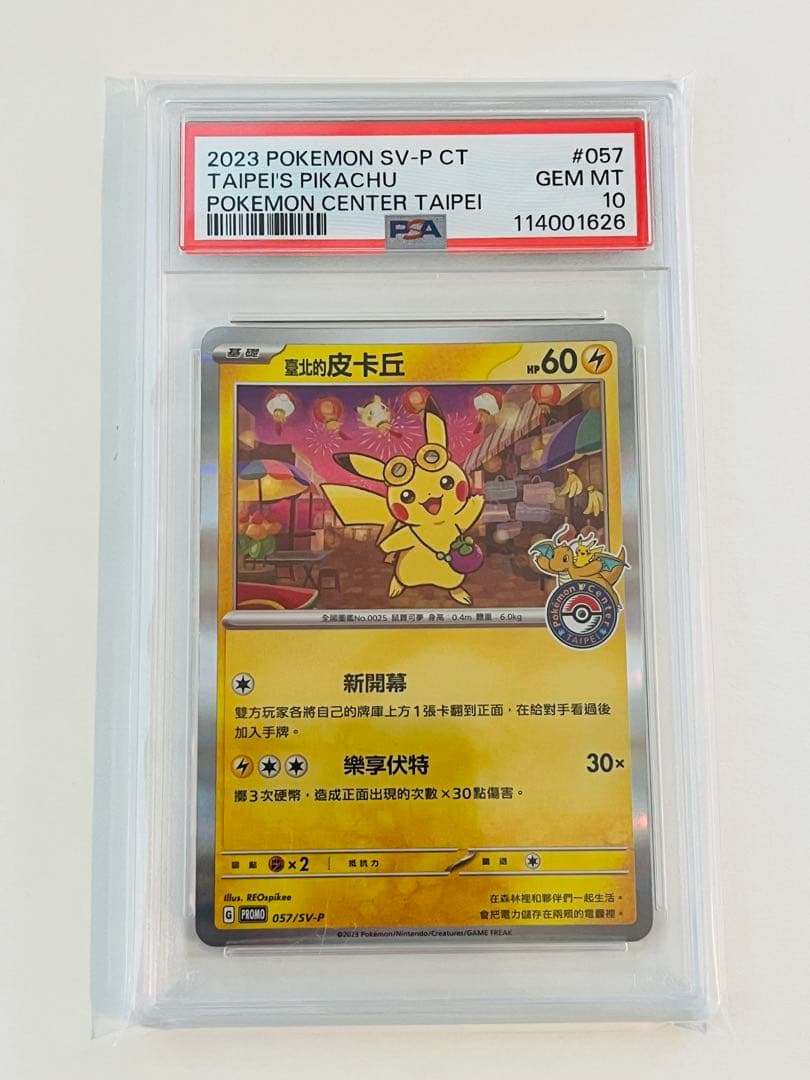 2023 POKEMON SV-P CT #057
TAIPEI'S PIKACHU GEM MT
POKEMON CENTER TAIPEI 10
114001626
PSA
基礎
臺北的皮卡丘 HP60
全國圖鑑No.0025 鼠寶可夢 身高:0.4m 體重:6.0kg
Pokémon Center
TAIPEI
新開幕
雙方玩家各將自己的牌庫上方1張卡翻到正面,在給對手看過後
加入手牌。
樂享伏特 30×
擲3次硬幣,造成正面出現的次數×30點傷害。
弱點 ×2 抵抗力 撤退
Illus. REOspikee
在森林裡和夥伴們一起生活。
會把電力儲存在兩頰的電囊裡。
G PROMO 057/SV-P
©2023 Pokémon/Nintendo/Creatures/GAME FREAK